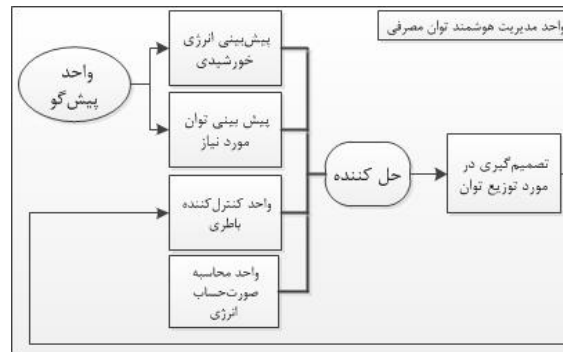 واحد مدیریت هوشمند توان مصرفی
پیش‌بینی انرژی
خورشیدی
واحد
پیش‌گو
پیش بینی توان
مورد نیاز
حل کننده
تصمیم‌گیری در
مورد توزیع توان
واحد کنترل‌کننده
باطری
واحد محاسبه
صورت‌حساب
انرژی